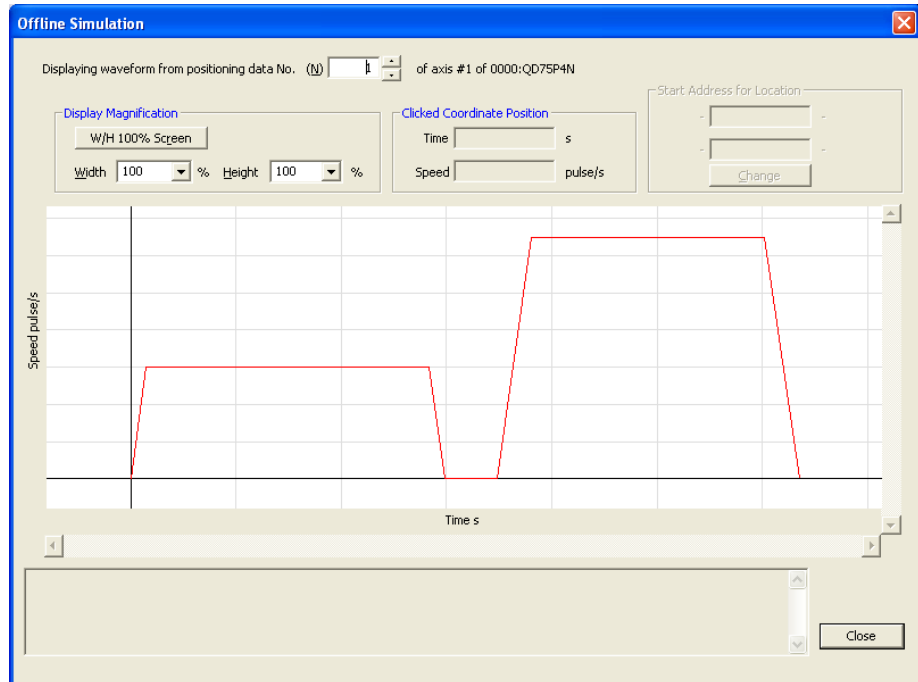 Offline Simulation
Displaying waveform from positioning data No. (N) 1 of axis #1 of 0000:QD75P4N
Display Magnification
W/H 100% Screen
Width 100 % Height 100 %
Clicked Coordinate Position
Time s
Speed pulse/s
Start Address for Location
- -
- -
Change
Speed pulse/s
Time s
Close